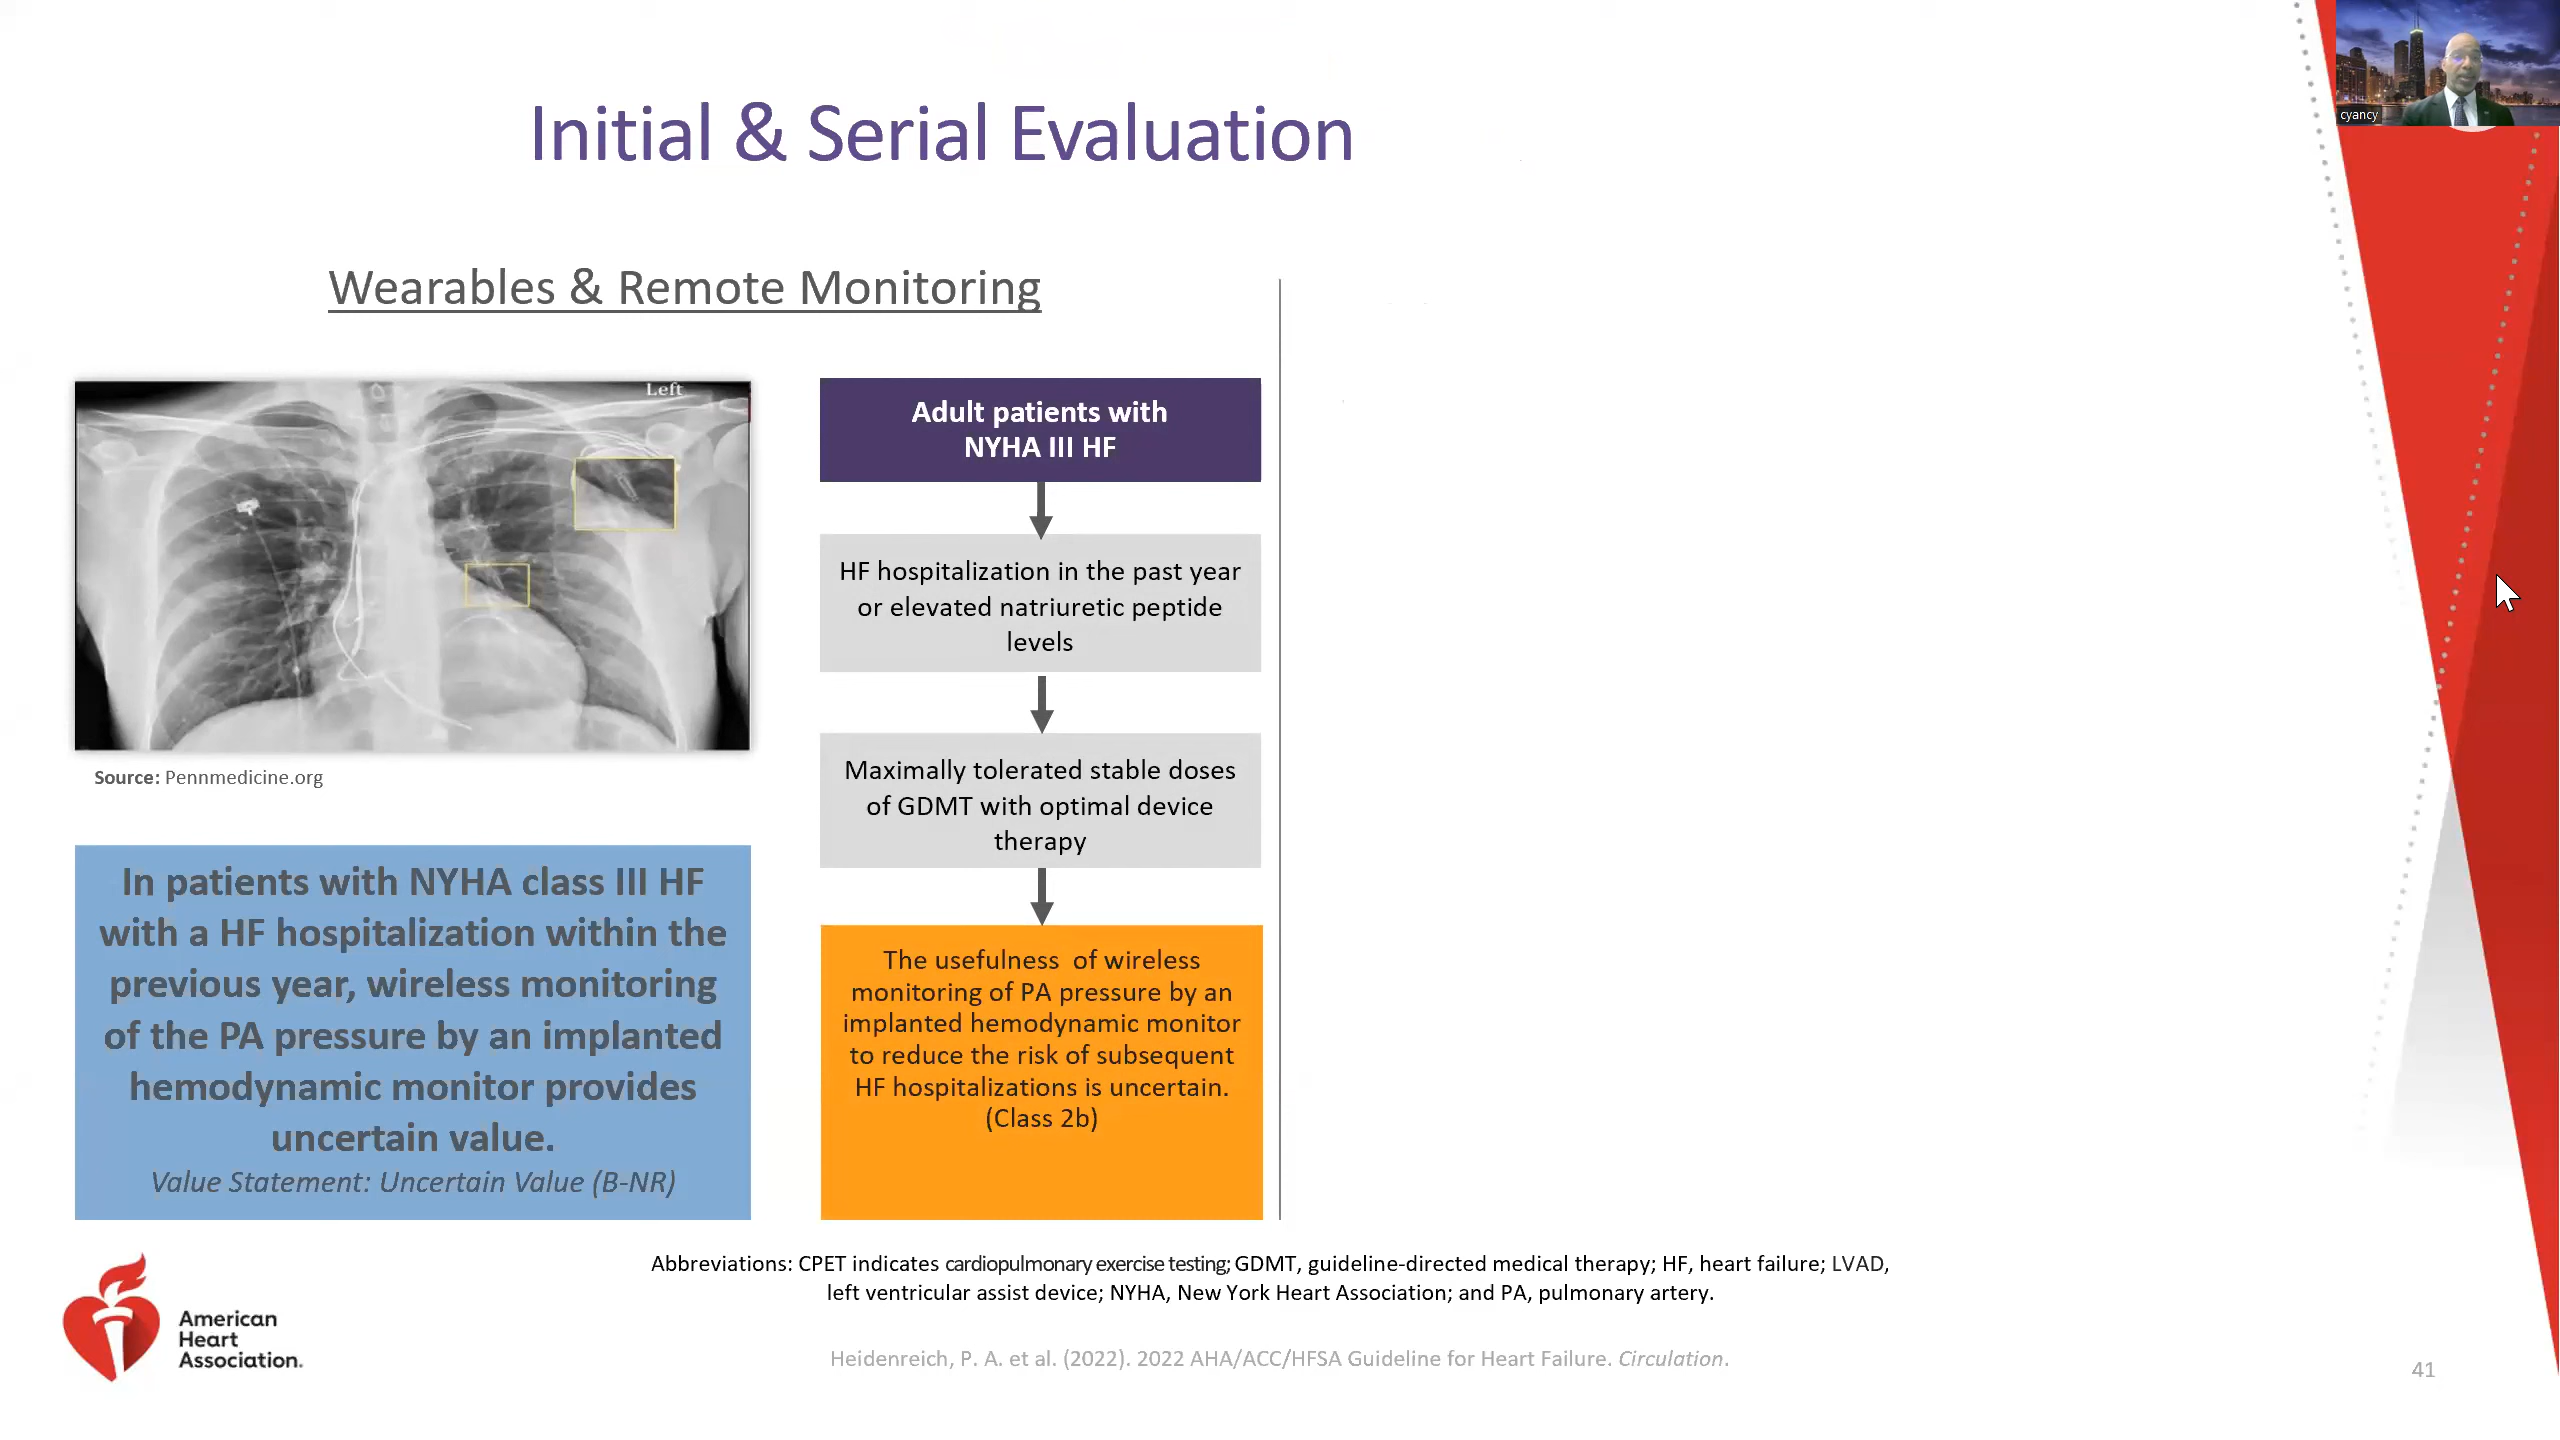 cyancy
Initial & Serial Evaluation
Wearables & Remote Monitoring
Left
Source: Pennmedicine.org
In patients with NYHA class III HF
with a HF hospitalization within the
previous year, wireless monitoring
of the PA pressure by an implanted
hemodynamic monitor provides
uncertain value.
Value Statement: Uncertain Value (B-NR)
Adult patients with
NYHA III HF
HF hospitalization in the past year
or elevated natriuretic peptide
levels
Maximally tolerated stable doses
of GDMT with optimal device
therapy
The usefulness of wireless
monitoring of PA pressure by an
implanted hemodynamic monitor
to reduce the risk of subsequent
HF hospitalizations is uncertain.
(Class 2b)
Abbreviations: CPET indicates cardiopulmonary exercise testing; GDMT, guideline-directed medical therapy; HF, heart failure; LVAD,
left ventricular assist device; NYHA, New York Heart Association; and PA, pulmonary artery.
American
Heart
Association.
Heidenreich, P. A. et al. (2022). 2022 AHA/ACC/HFSA Guideline for Heart Failure. Circulation.
41